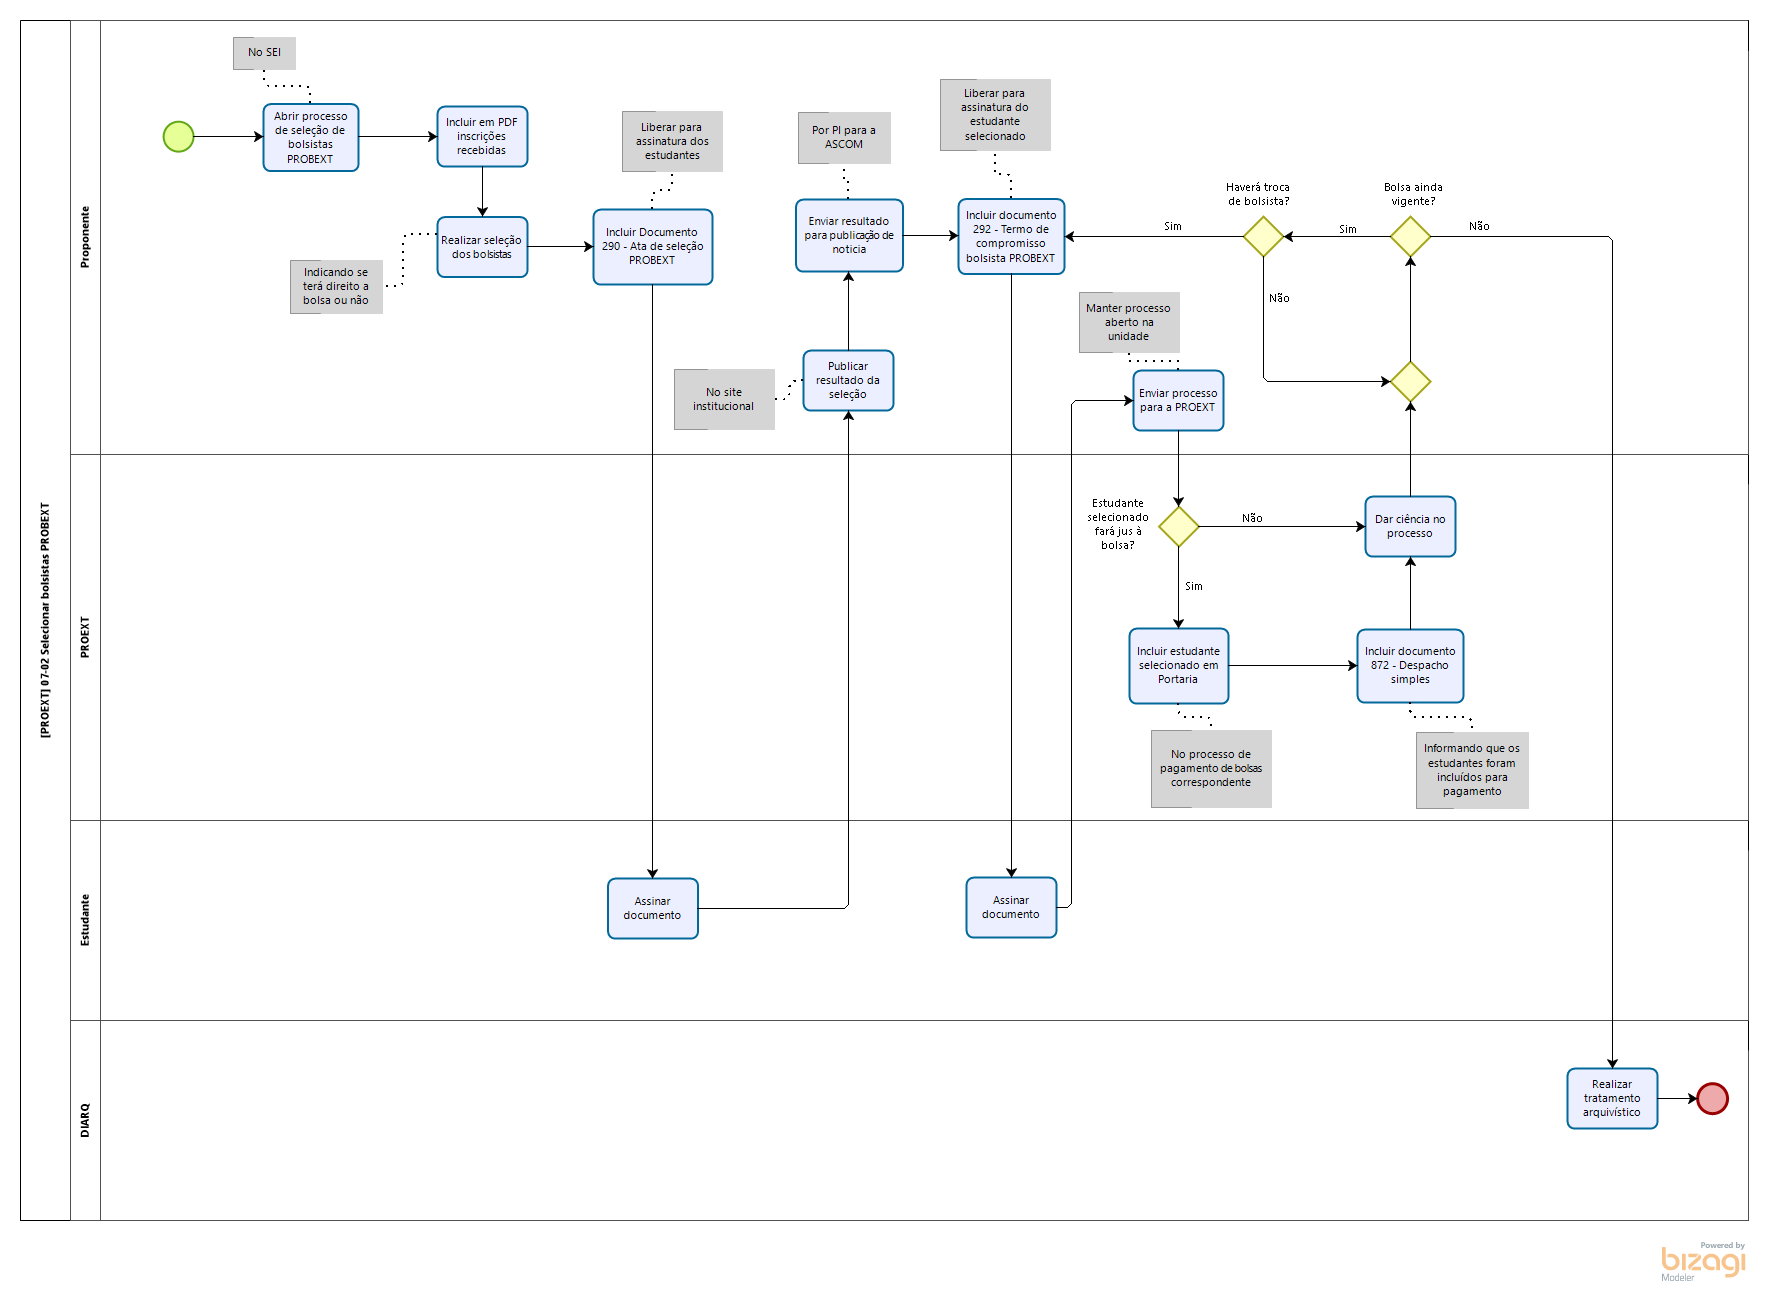 [PROEXT] 07-02 Selecionar bolsistas PROBEXT
Proponente
No SEI
Abrir processo
de seleção de
bolsistas
PROBEXT
Incluir em PDF
inscrições
recebidas
Realizar seleção
dos bolsistas
Indicando se
terá direito a
bolsa ou não
Liberar para
assinatura dos
estudantes
Incluir Documento
290 - Ata de seleção
PROBEXT
No site
institucional
Publicar
resultado da
seleção
Por PI para a
ASCOM
Enviar resultado
para publicação de
noticia
Liberar para
assinatura do
estudante
selecionado
Incluir documento
292 - Termo de
compromisso
bolsista PROBEXT
Manter processo
aberto na
unidade
Enviar processo
para a PROEXT
Haverá troca
de bolsista?
Sim
Não
Bolsa ainda
vigente?
Sim
Não
PROEXT
Estudante
selecionado
fará jus à
bolsa?
Não
Sim
Dar ciência no
processo
Incluir estudante
selecionado em
Portaria
Incluir documento
872 - Despacho
simples
No processo de
pagamento de bolsas
correspondente
Informando que os
estudantes foram
incluídos para
pagamento
Estudante
Assinar
documento
Assinar
documento
DIARQ
Realizar
tratamento
arquivístico
Powered by
bizagi
Modeler